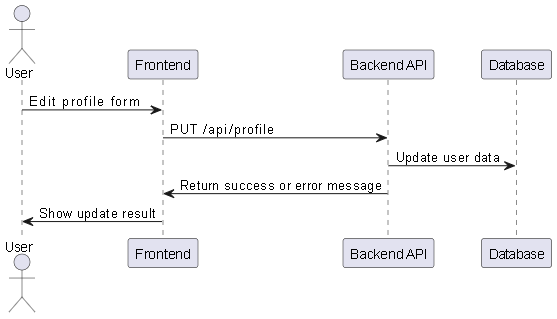 User
Frontend
Backend API
Database
Edit profile form
PUT /api/profile
Update user data
Return success or error message
Show update result
User
Frontend
Backend API
Database